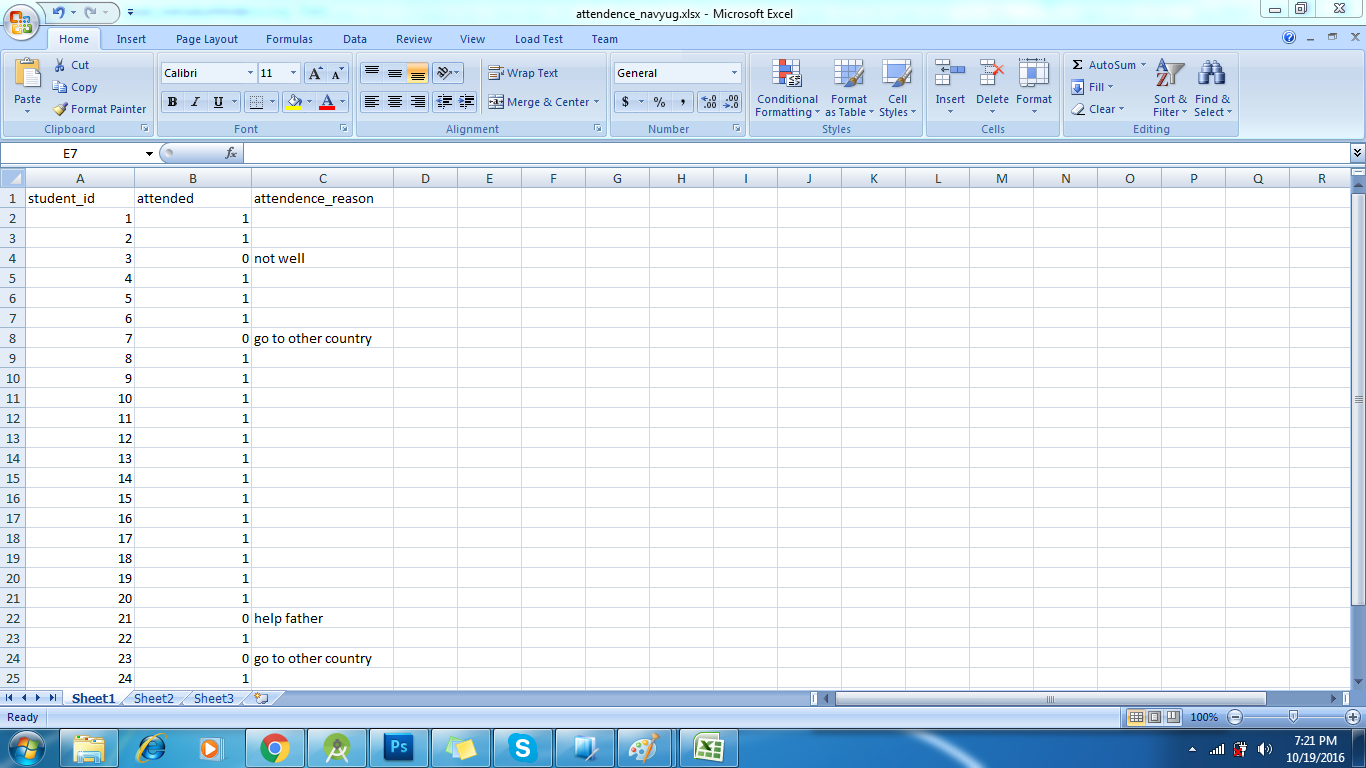 attendence_navyug.xlsx - Microsoft Excel
Home Insert Page Layout Formulas Data Review View Load Test Team
Paste Cut Copy Format Painter Clipboard
Calibri 11 A A B I U A Font
Wrap Text Merge & Center Alignment
General $ % , .00 .0 Number
Conditional Formatting Format as Table Cell Styles Styles
Insert Delete Format Cells
Σ AutoSum Fill Clear Sort & Filter Find & Select Editing
E7 fx
A B C D E F G H I J K L M N O P Q R
1 student_id attended attendence_reason
2 1 1
3 2 1
4 3 0 not well
5 4 1
6 5 1
7 6 1
8 7 0 go to other country
9 8 1
10 9 1
11 10 1
12 11 1
13 12 1
14 13 1
15 14 1
16 15 1
17 16 1
18 17 1
19 18 1
20 19 1
21 20 1
22 21 0 help father
23 22 1
24 23 0 go to other country
25 24 1
Sheet1 Sheet2 Sheet3
Ready 100%
Ps S 7:21 PM
10/19/2016